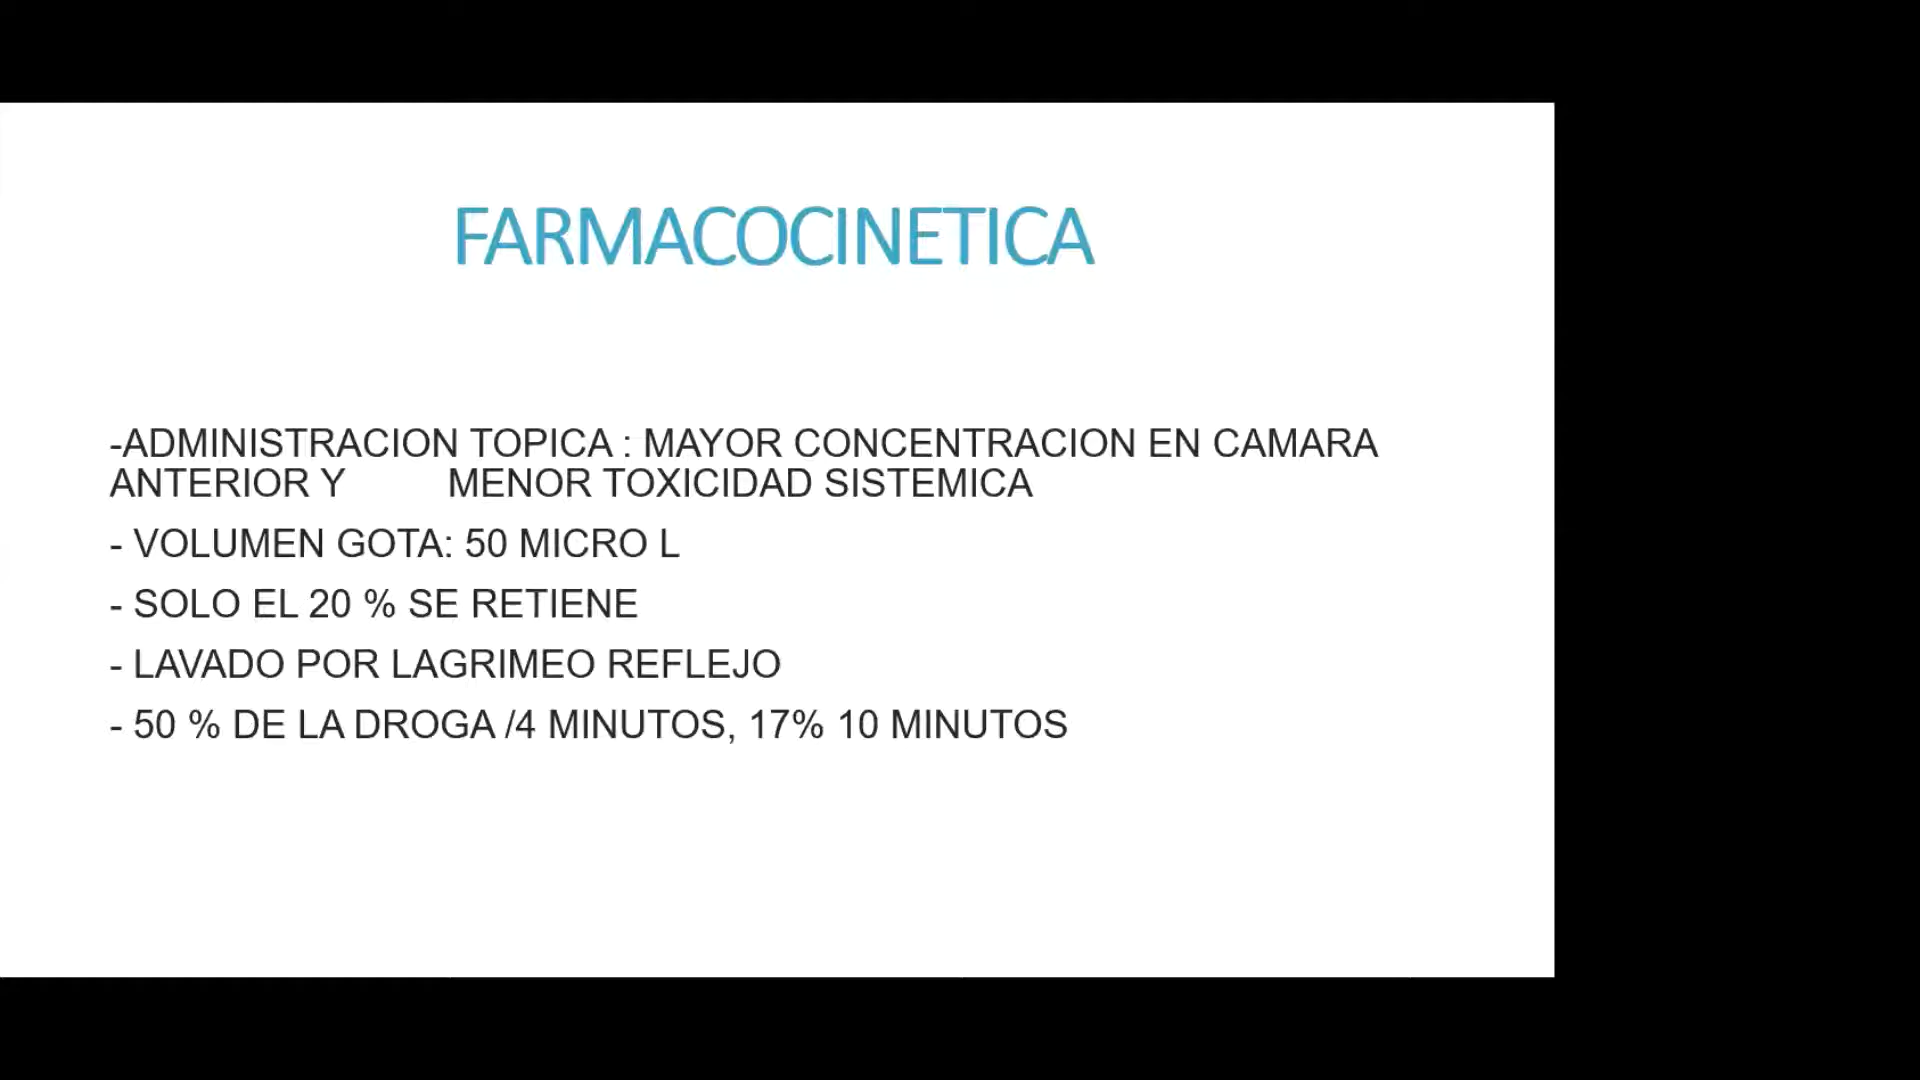 FARMACOCINETICA
-ADMINISTRACION TOPICA : MAYOR CONCENTRACION EN CAMARA
ANTERIOR Y MENOR TOXICIDAD SISTEMICA
- VOLUMEN GOTA: 50 MICRO L
- SOLO EL 20 % SE RETIENE
- LAVADO POR LAGRIMEO REFLEJO
- 50 % DE LA DROGA /4 MINUTOS, 17% 10 MINUTOS